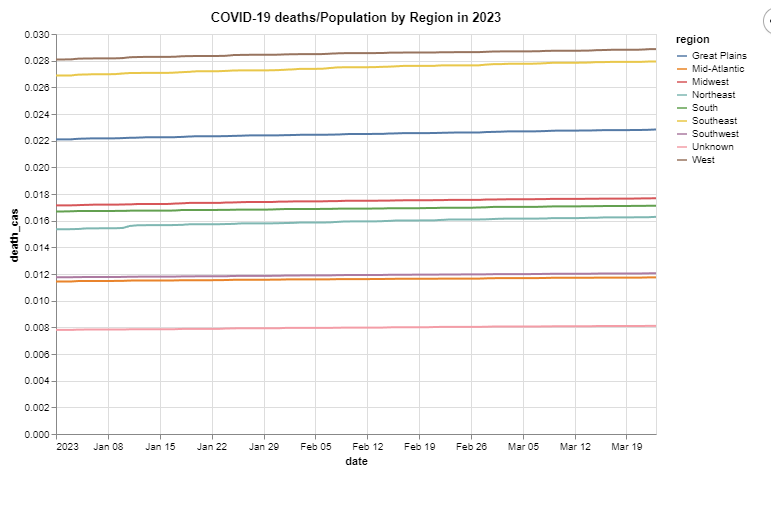 COVID-19 deaths/Population by Region in 2023
0.030
0.028
0.026
0.024
0.022
0.020
0.018
0.016
0.014
0.012
0.010
0.008
0.006
0.004
0.002
0.000
death_cas
2023 Jan 08 Jan 15 Jan 22 Jan 29 Feb 05 Feb 12 Feb 19 Feb 26 Mar 05 Mar 12 Mar 19
date
region
Great Plains
Mid-Atlantic
Midwest
Northeast
South
Southeast
Southwest
Unknown
West